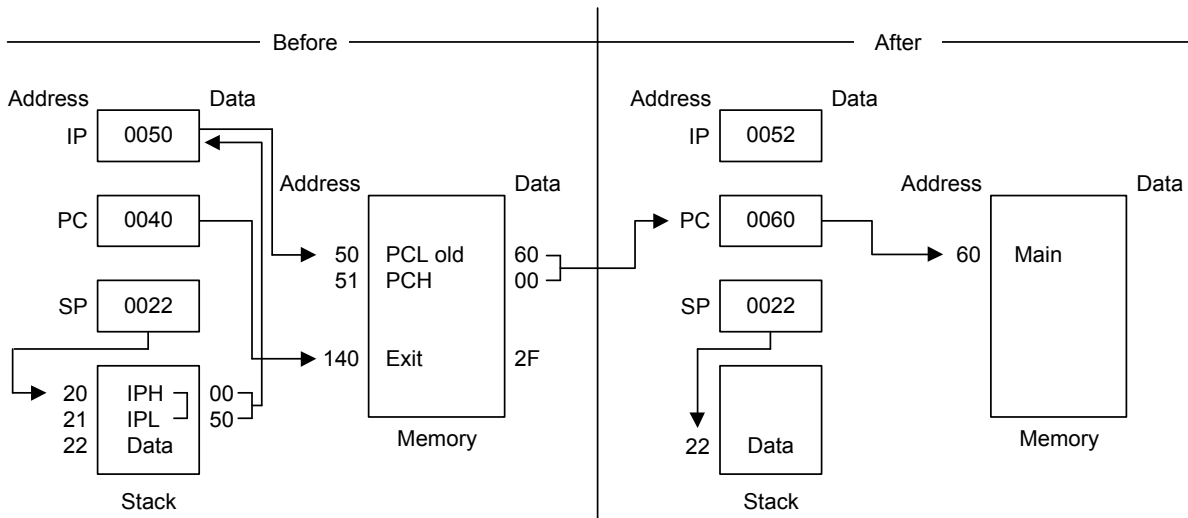 Before
Address Data
IP 0050
PC 0040
SP 0022
20 IPH 00
21 IPL 50
22 Data
Stack
Address Data
50 PCL old 60
51 PCH 00
140 Exit 2F
Memory
After
Address Data
IP 0052
PC 0060
SP 0022
22 Data
Stack
Address Data
60 Main
Memory